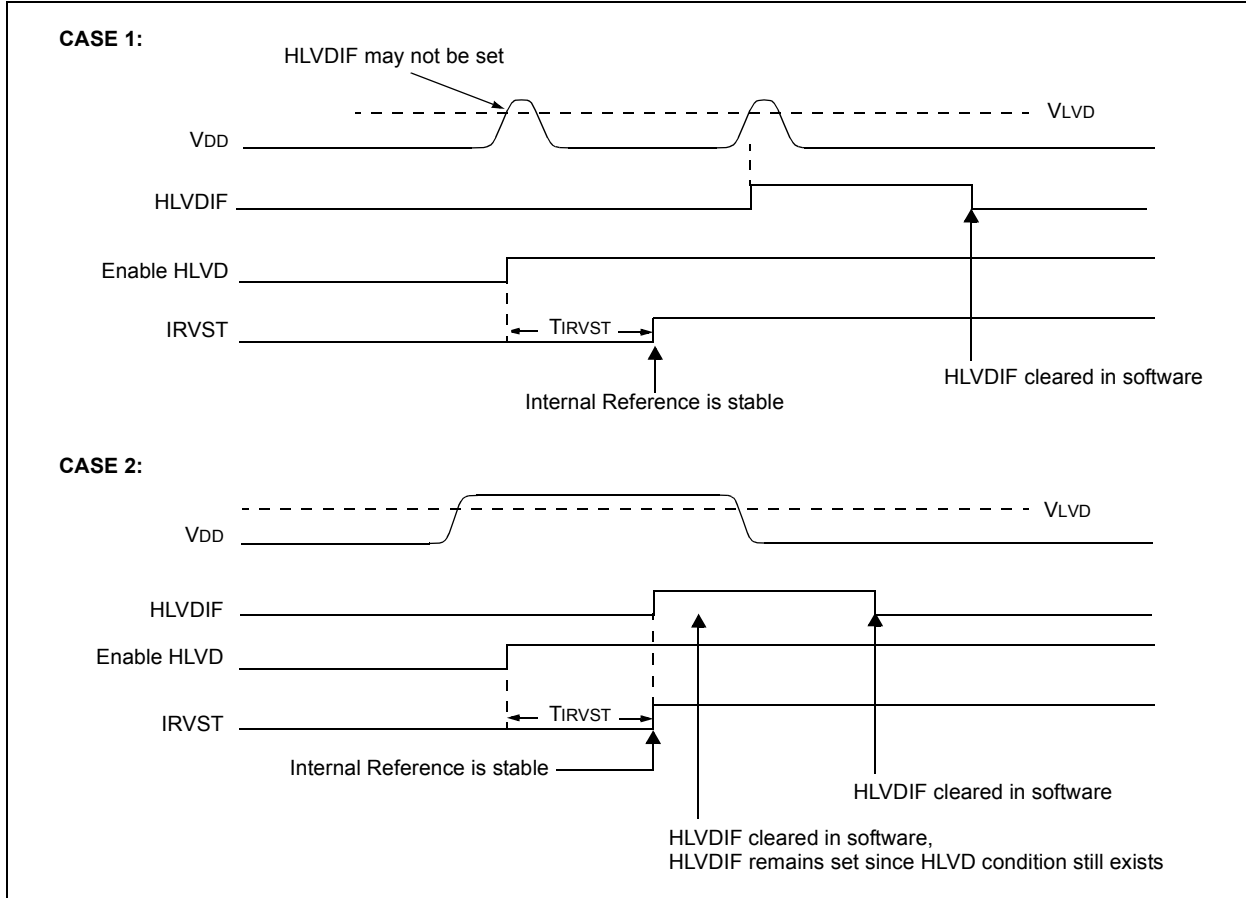 CASE 1:
HLVDIF may not be set
VLVD
VDD
HLVDIF
Enable HLVD
IRVST
TIRVST
HLVDIF cleared in software
Internal Reference is stable
CASE 2:
VLVD
VDD
HLVDIF
Enable HLVD
TIRVST
IRVST
Internal Reference is stable
HLVDIF cleared in software
HLVDIF cleared in software,
HLVDIF remains set since HLVD condition still exists